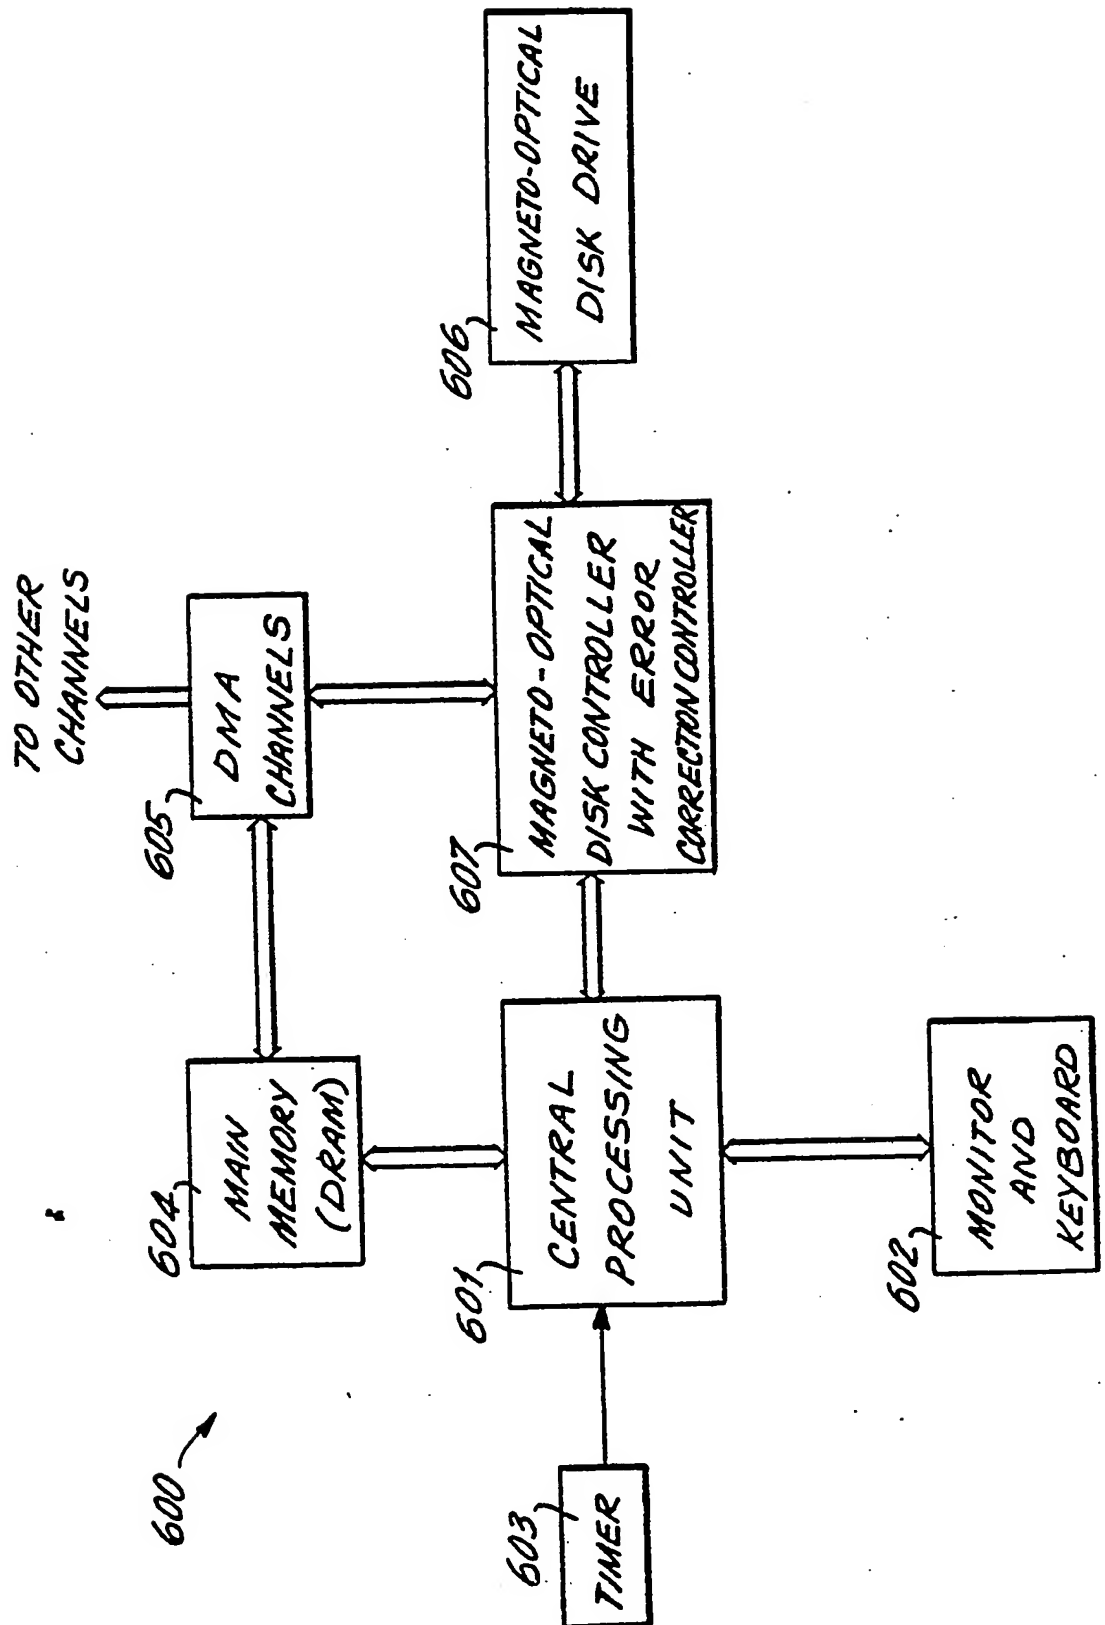 TO OTHER
CHANNELS
600
604
MAIN
MEMORY
(DRAM)
605
DMA
CHANNELS
603
TIMER
601
CENTRAL
PROCESSING
UNIT
607
MAGNETO-OPTICAL
DISK CONTROLLER
WITH ERROR
CORRECTION CONTROLLER
606
MAGNETO-OPTICAL
DISK DRIVE
602
MONITOR
AND
KEYBOARD